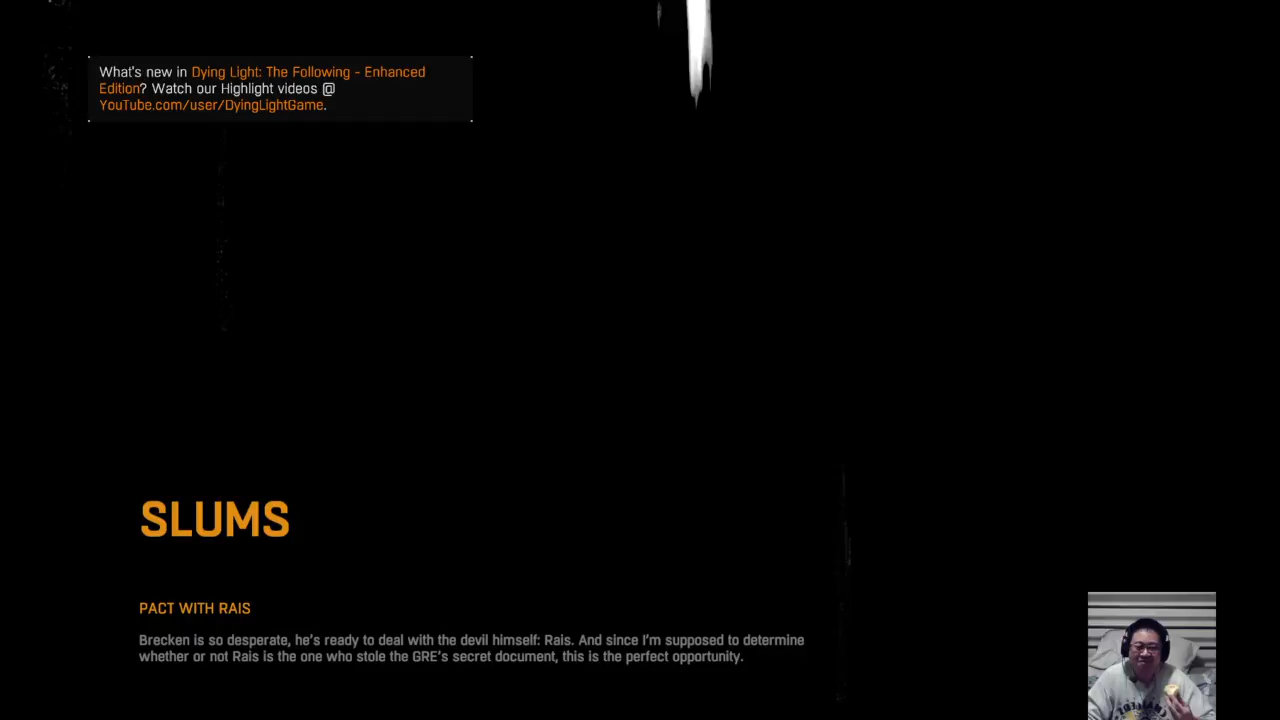 What's new in Dying Light: The Following - Enhanced
Edition? Watch our Highlight videos @
YouTube.com/user/DyingLightGame.
SLUMS
PACT WITH RAIS
Brecken is so desperate, he's ready to deal with the devil himself: Rais. And since I'm supposed to determine
whether or not Rais is the one who stole the GRE's secret document, this is the perfect opportunity.